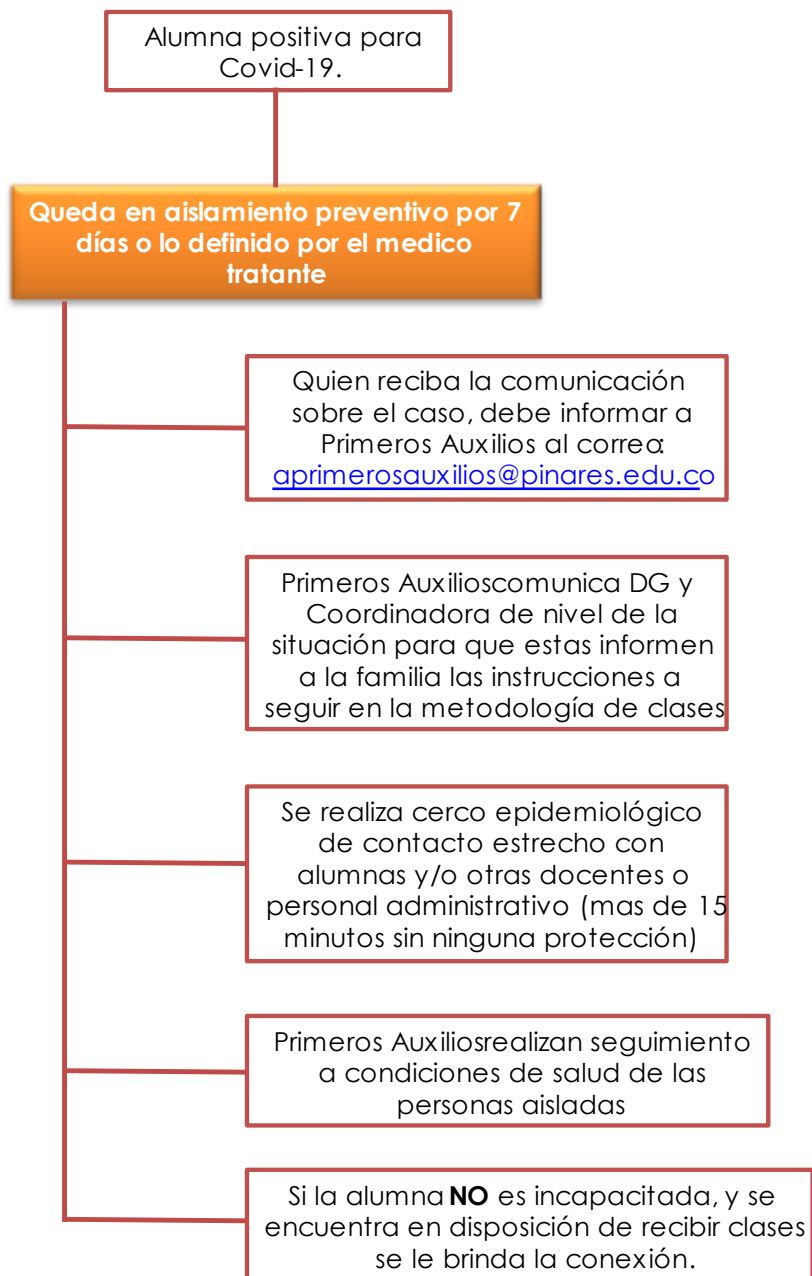 Alumna positiva para
Covid-19.
Queda en aislamiento preventivo por 7
días o lo definido por el medico
tratante
Quien reciba la comunicación
sobre el caso, debe informar a
Primeros Auxilios al correo:
aprimerosauxilios@pinares.edu.co
Primeros Auxilioscomunica DG y
Coordinadora de nivel de la
situación para que estas informen
a la familia las instrucciones a
seguir en la metodología de clases
Se realiza cerco epidemiológico
de contacto estrecho con
alumnas y/o otras docentes o
personal administrativo (mas de 15
minutos sin ninguna protección)
Primeros Auxiliosrealizan seguimiento
a condiciones de salud de las
personas aisladas
Si la alumna NO es incapacitada, y se
encuentra en disposición de recibir clases
se le brinda la conexión.